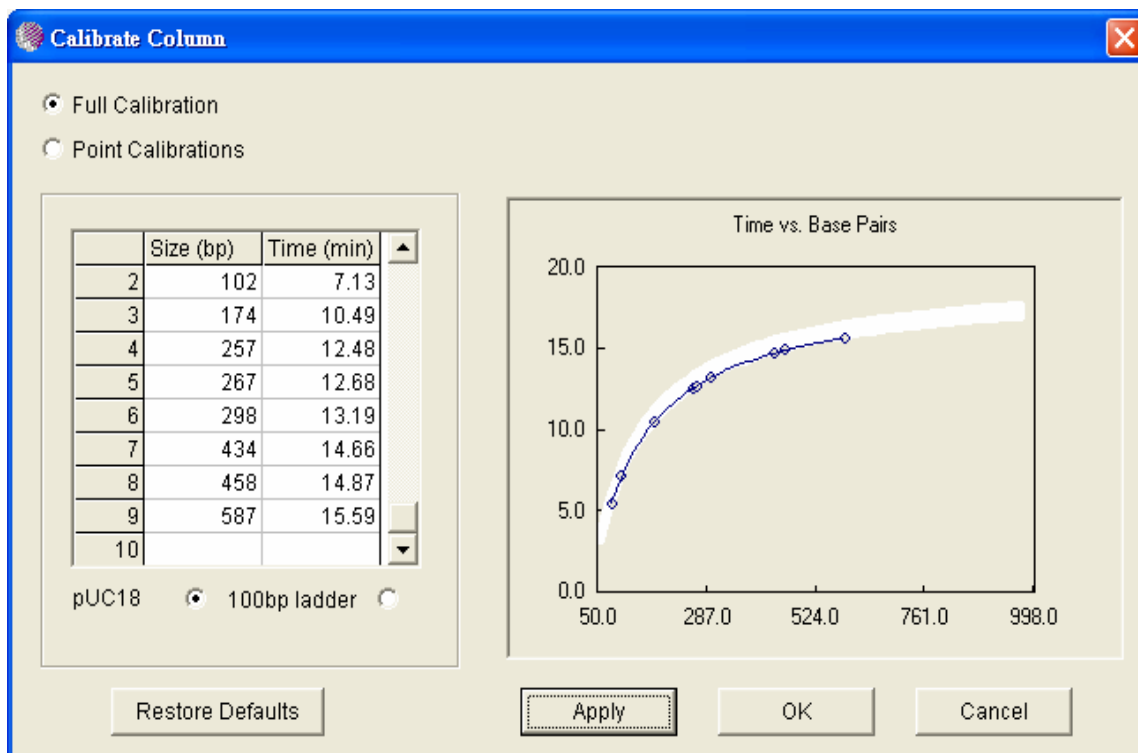 Calibrate Column
Full Calibration
Point Calibrations
Size (bp) Time (min)
2 102 7.13
3 174 10.49
4 257 12.48
5 267 12.68
6 298 13.19
7 434 14.66
8 458 14.87
9 587 15.59
10
pUC18 100bp ladder
Time vs. Base Pairs
20.0
15.0
10.0
5.0
0.0
50.0 287.0 524.0 761.0 998.0
Restore Defaults Apply OK Cancel